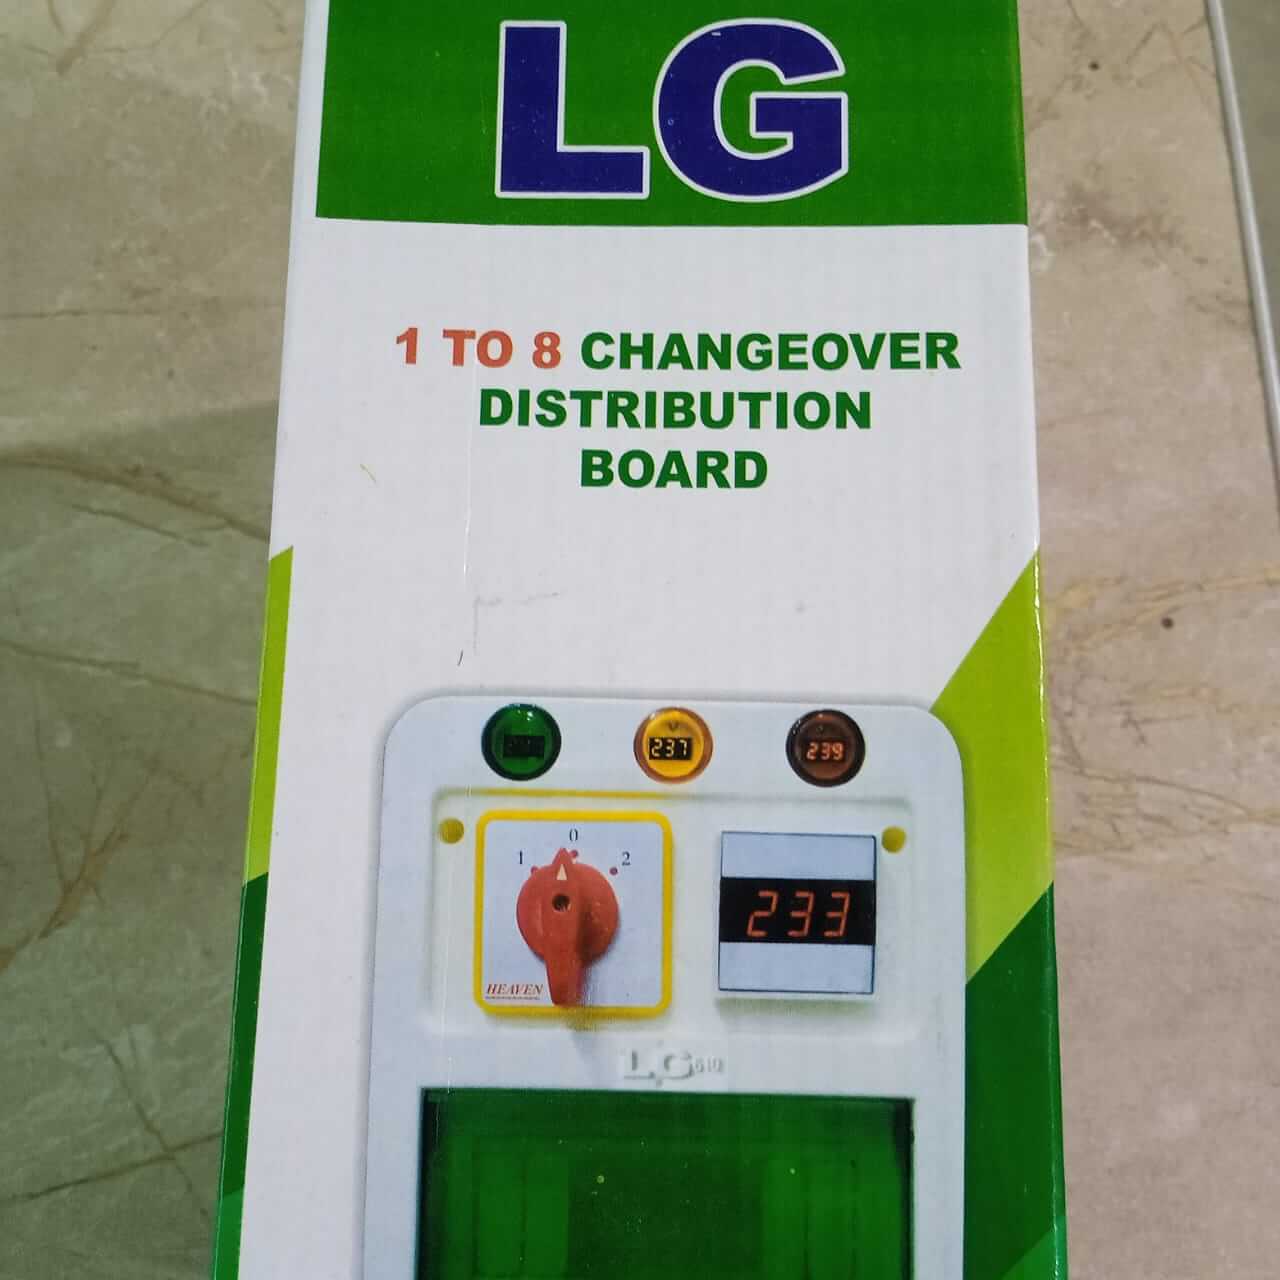 LG
1 TO 8 CHANGEOVER
DISTRIBUTION
BOARD
237
239
0
1
2
233
HEAVEN
LG